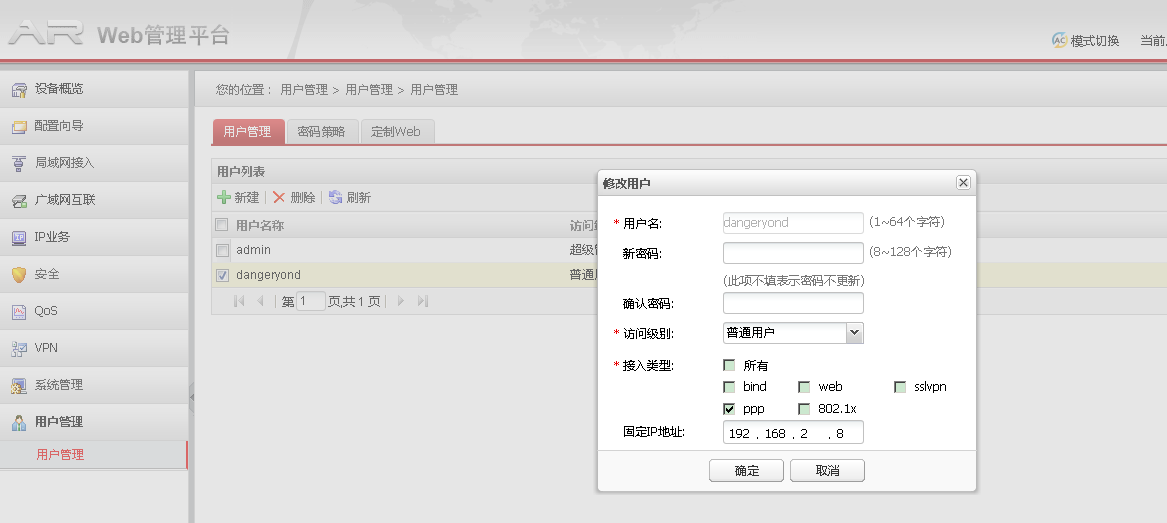 AR Web管理平台
模式切换 当前
设备概览
配置向导
局域网接入
广域网互联
IP业务
安全
QoS
VPN
系统管理
用户管理
用户管理
您的位置： 用户管理 > 用户管理 > 用户管理
用户管理 密码策略 定制Web
用户列表
新建 删除 刷新
用户名称 访问级
admin 超级
dangeryond 普通
第 1 页,共 1 页
修改用户
* 用户名: dangeryond (1~64个字符)
新密码: (8~128个字符)
(此项不填表示密码不更新)
确认密码:
* 访问级别: 普通用户
* 接入类型: 所有
bind web sslvpn
ppp 802.1x
固定IP地址: 192 . 168 . 2 . 8
确定 取消